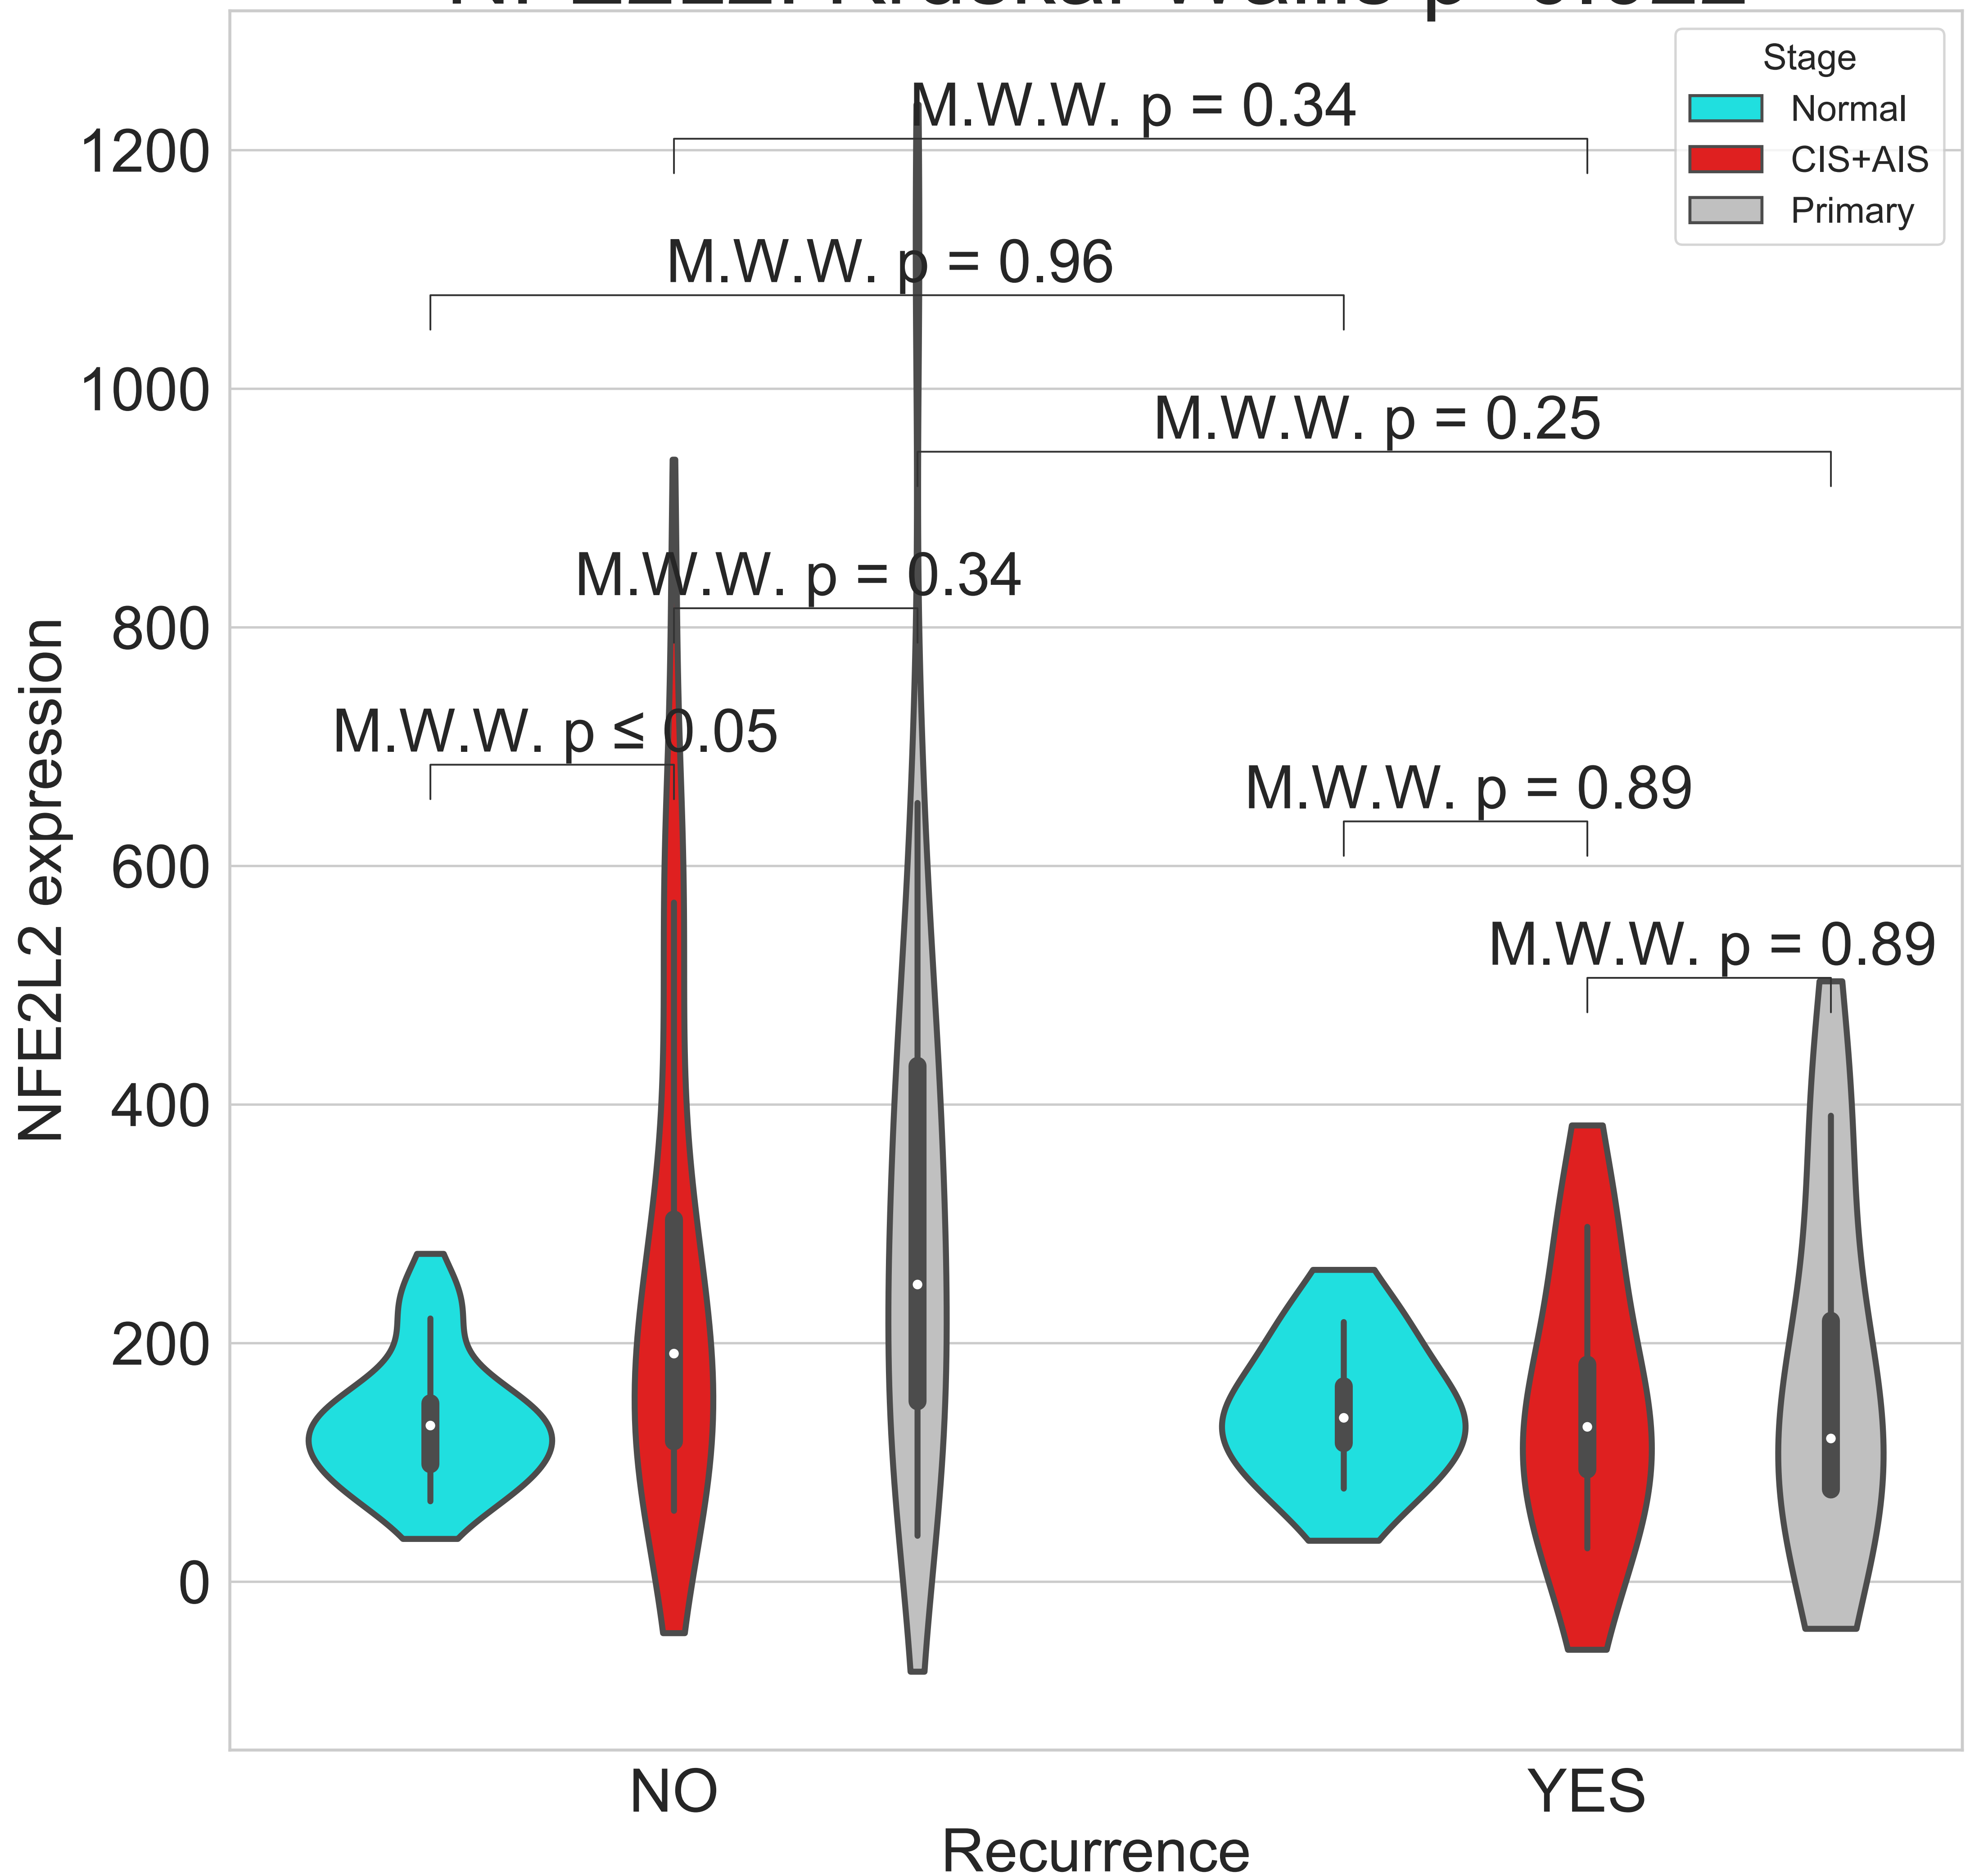 Stage
Normal
CIS+AIS
Primary
M.W.W. p = 0.34
M.W.W. p = 0.96
M.W.W. p = 0.25
M.W.W. p = 0.34
M.W.W. p ≤ 0.05
M.W.W. p = 0.89
M.W.W. p = 0.89
1200
1000
800
600
400
200
0
NFE2L2 expression
NO
YES
Recurrence